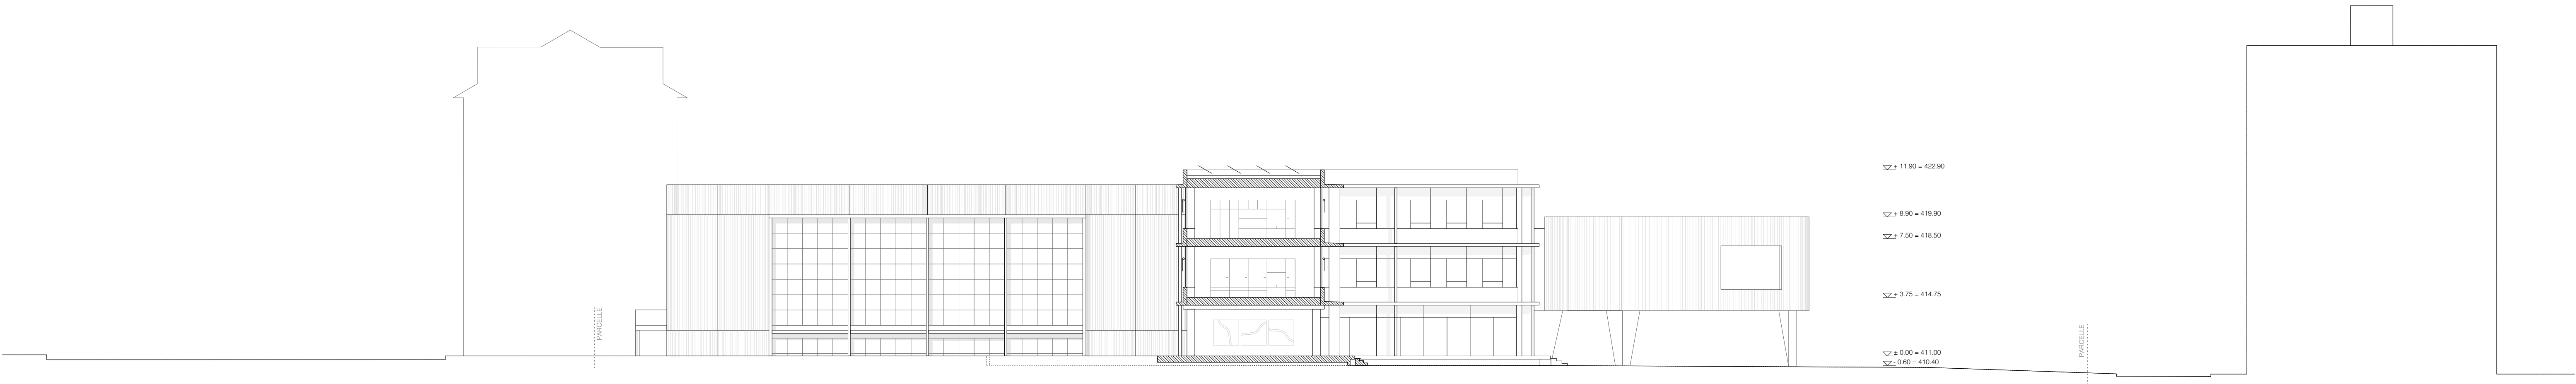 + 11.90 = 422.90
+ 8.90 = 419.90
+ 7.50 = 418.50
+ 3.75 = 414.75
PARCELLE
PARCELLE
± 0.00 = 411.00
- 0.60 = 410.40